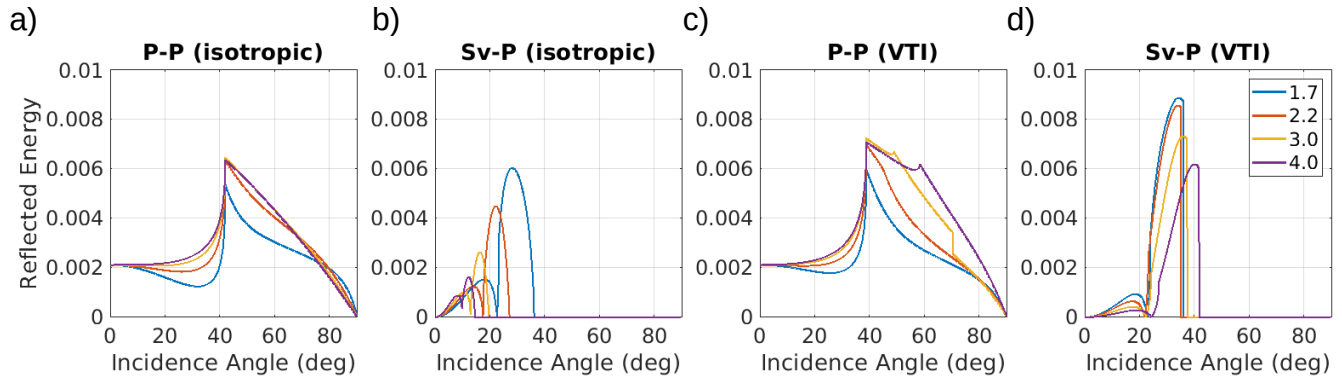 a)
P-P (isotropic)
0.01
0.008
0.006
0.004
0.002
0
0 20 40 60 80
Reflected Energy
Incidence Angle (deg)
b)
Sv-P (isotropic)
0.01
0.008
0.006
0.004
0.002
0
0 20 40 60 80
Incidence Angle (deg)
c)
P-P (VTI)
0.01
0.008
0.006
0.004
0.002
0
0 20 40 60 80
Incidence Angle (deg)
d)
Sv-P (VTI)
0.01
0.008
0.006
0.004
0.002
0
0 20 40 60 80
Incidence Angle (deg)
1.7
2.2
3.0
4.0